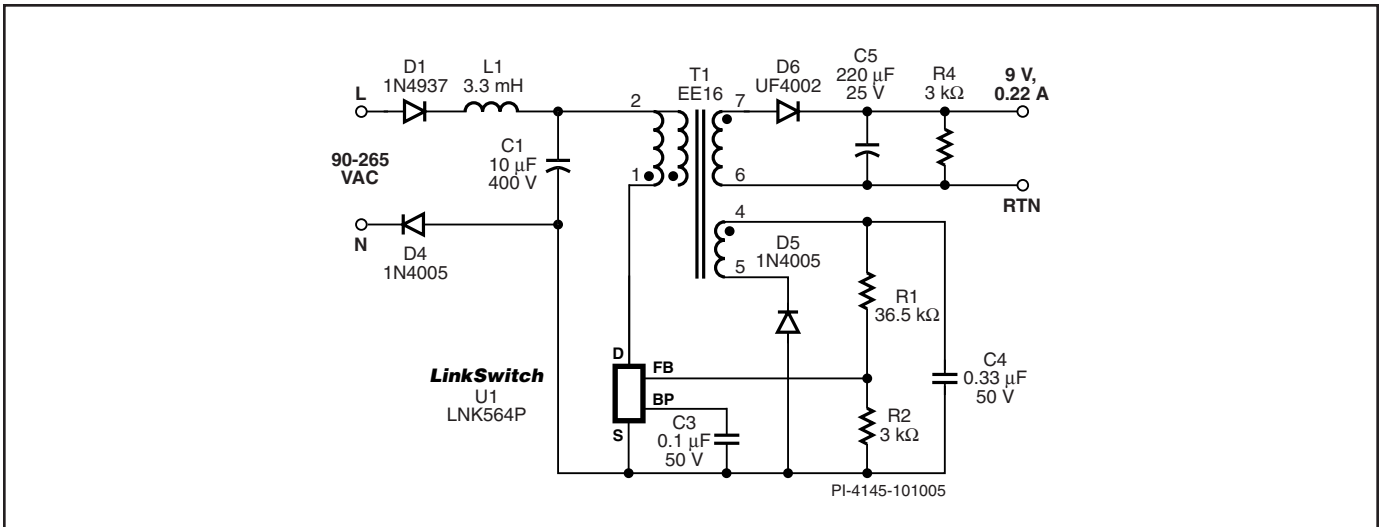 D1
1N4937
L1
3.3 mH
L
90-265
VAC
C1
10 µF
400 V
N
D4
1N4005
T1
EE16
2
1
7
6
4
5
D6
UF4002
C5
220 µF
25 V
R4
3 kΩ
9 V,
0.22 A
RTN
D5
1N4005
R1
36.5 kΩ
C4
0.33 µF
50 V
R2
3 kΩ
LinkSwitch
U1
LNK564P
D
FB
BP
S
C3
0.1 µF
50 V
PI-4145-101005